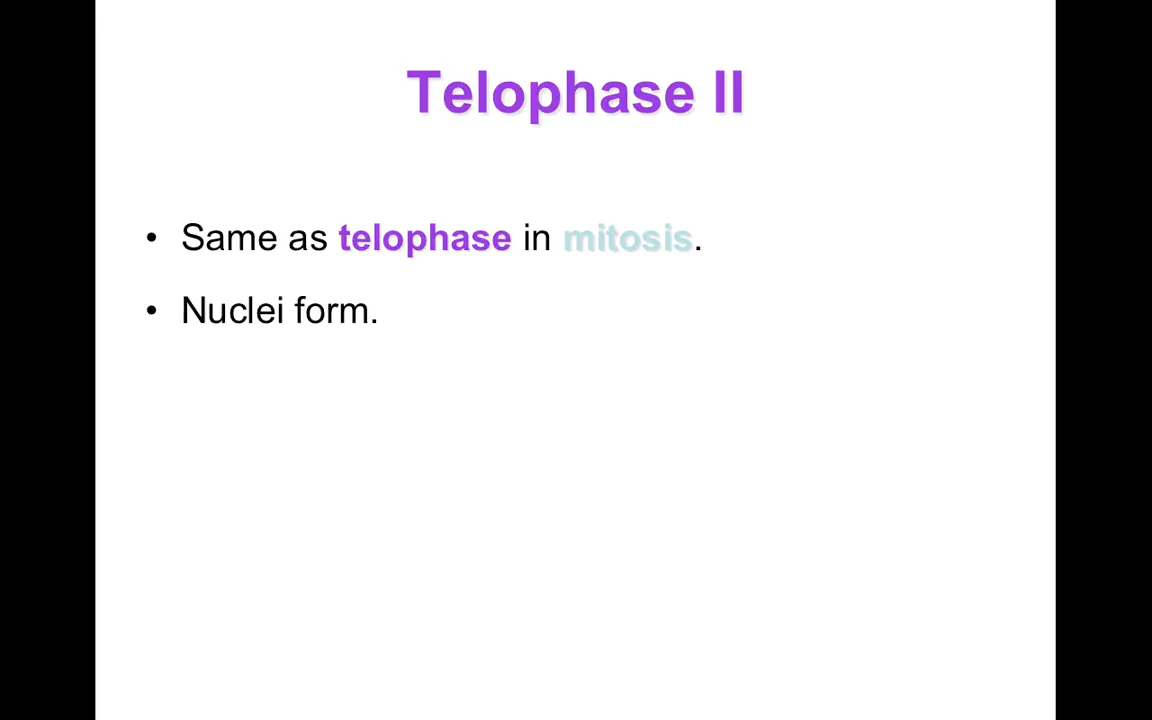 Telophase II
• Same as telophase in mitosis.
• Nuclei form.